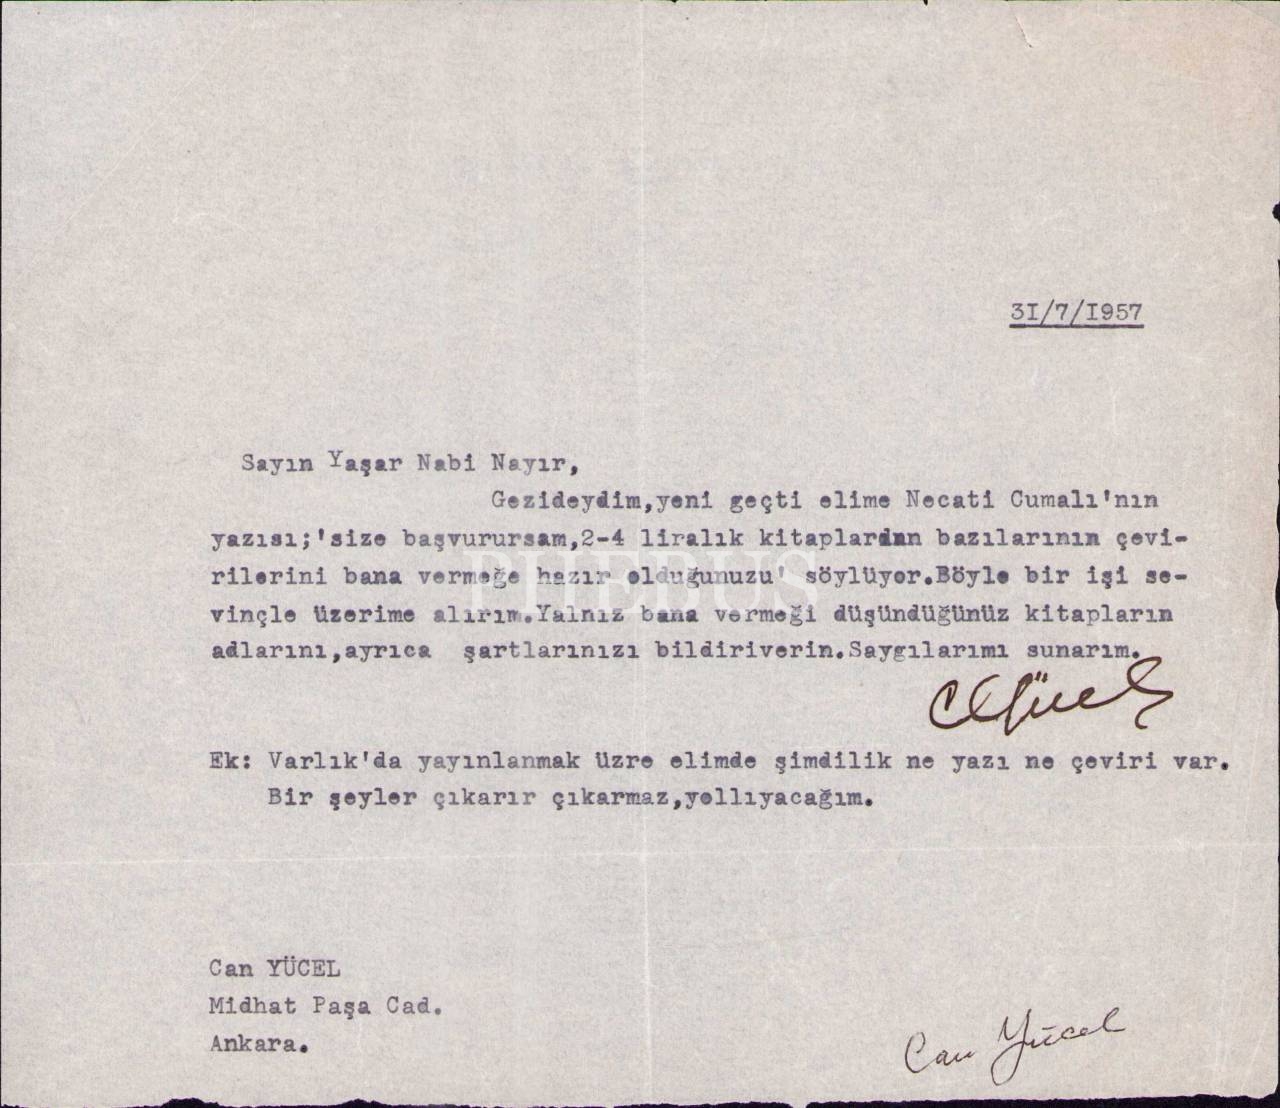 31/7/1957
Sayın Yaşar Nabi Nayır,
Gezideydim,yeni geçti elime Necati Cumalı'nın
yazısı;'size başvurursam,2-4 liralık kitaplardan bazılarının çevi-
rilerini bana vermeğe hazır olduğunuzu' söylüyor.Böyle bir işi se-
vinçle üzerime alırım.Yalnız bana vermeği düşündüğünüz kitapların
adlarını,ayrıca şartlarınızı bildiriverin.Saygılarımı sunarım.
CYücel
Ek: Varlık'da yayınlanmak üzre elimde şimdilik ne yazı ne çeviri var.
Bir şeyler çıkarır çıkarmaz,yollıyacağım.
Can YÜCEL
Midhat Paşa Cad.
Ankara.
Can Yücel
PHEBUS